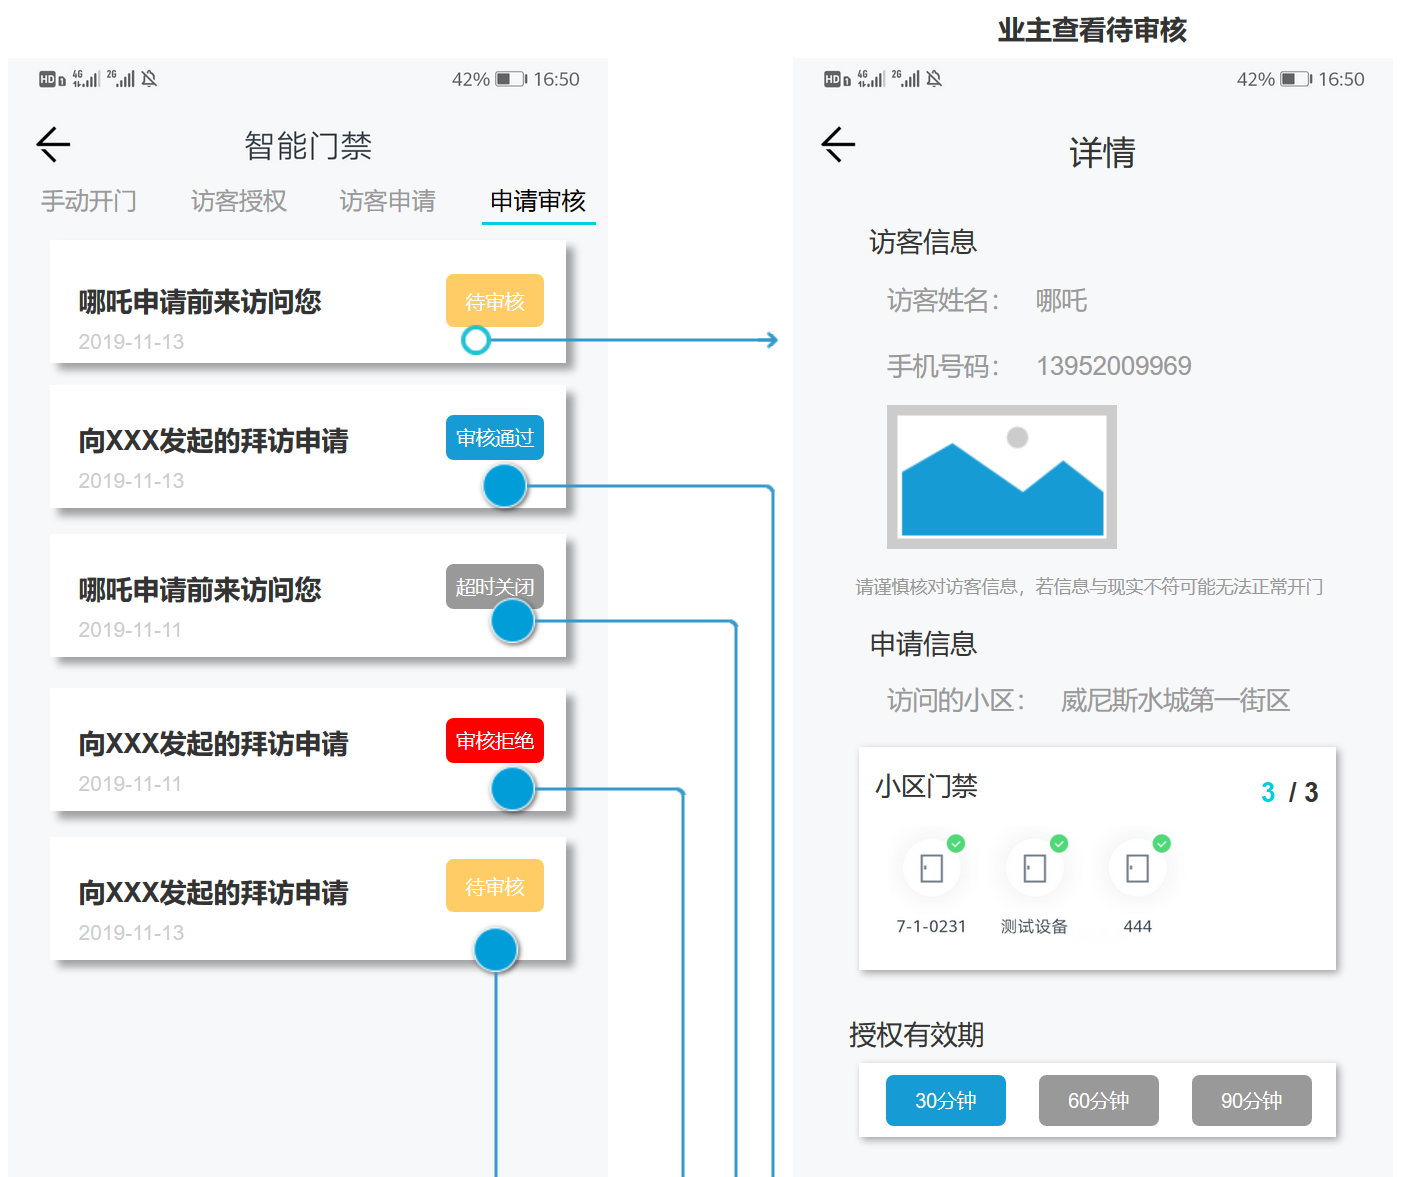 业主查看待审核
HD 1 4G 2G 42% 16:50
智能门禁
手动开门 访客授权 访客申请 申请审核
哪吒申请前来访问您
待审核
2019-11-13
向XXX发起的拜访申请
审核通过
2019-11-13
哪吒申请前来访问您
超时关闭
2019-11-11
向XXX发起的拜访申请
审核拒绝
2019-11-11
向XXX发起的拜访申请
待审核
2019-11-13
HD 1 4G 2G 42% 16:50
详情
访客信息
访客姓名： 哪吒
手机号码： 13952009969
请谨慎核对访客信息，若信息与现实不符可能无法正常开门
申请信息
访问的小区： 威尼斯水城第一街区
小区门禁 3 / 3
7-1-0231 测试设备 444
授权有效期
30分钟 60分钟 90分钟